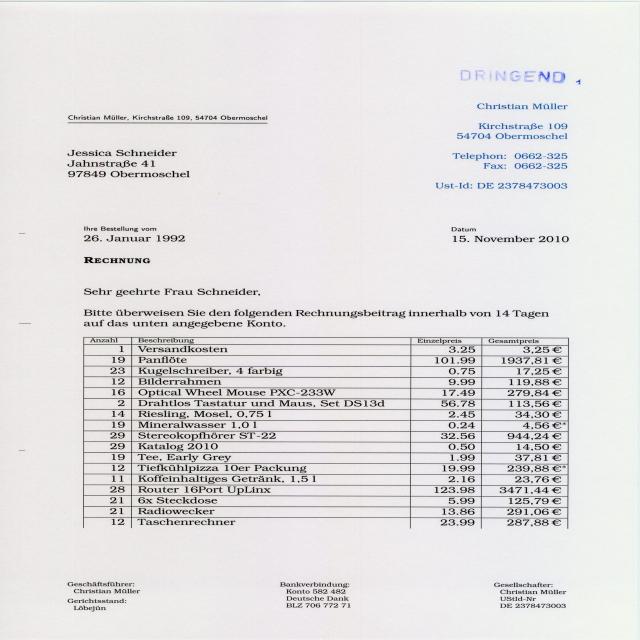 DRINGEND 1
Christian Müller
Kirchstraße 109
54704 Obermoschel
Telephon: 0662-325
Fax: 0662-325
Ust-Id: DE 2378473003
Christian Müller, Kirchstraße 109, 54704 Obermoschel
Jessica Schneider
Jahnstraße 41
97849 Obermoschel
Ihre Bestellung vom
26. Januar 1992
Datum
15. November 2010
RECHNUNG
Sehr geehrte Frau Schneider,
Bitte überweisen Sie den folgenden Rechnungsbeitrag innerhalb von 14 Tagen
auf das unten angegebene Konto.
Anzahl Beschreibung Einzelpreis Gesamtpreis
1 Versandkosten 3.25 3,25 €
19 Panflöte 101.99 1937,81 €
23 Kugelschreiber, 4 farbig 0.75 17,25 €
12 Bilderrahmen 9.99 119,88 €
16 Optical Wheel Mouse PXC-233W 17.49 279,84 €
2 Drahtlos Tastatur und Maus, Set DS13d 56.78 113,56 €
14 Riesling, Mosel, 0,75 l 2.45 34,30 €
19 Mineralwasser 1,0 l 0.24 4,56 €*
29 Stereokopfhörer ST-22 32.56 944,24 €
29 Katalog 2010 0.50 14,50 €
19 Tee, Early Grey 1.99 37,81 €
12 Tiefkühlpizza 10er Packung 19.99 239,88 €*
11 Koffeinhaltiges Getränk, 1,5 l 2.16 23,76 €
28 Router 16Port UpLinx 123.98 3471,44 €
21 6x Steckdose 5.99 125,79 €
21 Radiowecker 13.86 291,06 €
12 Taschenrechner 23.99 287,88 €
Geschäftsführer:
Christian Müller
Gerichtsstand:
Löbejün
Bankverbindung:
Konto 582 482
Deutsche Dank
BLZ 706 772 71
Gesellschafter:
Christian Müller
UStId-Nr
DE 2378473003